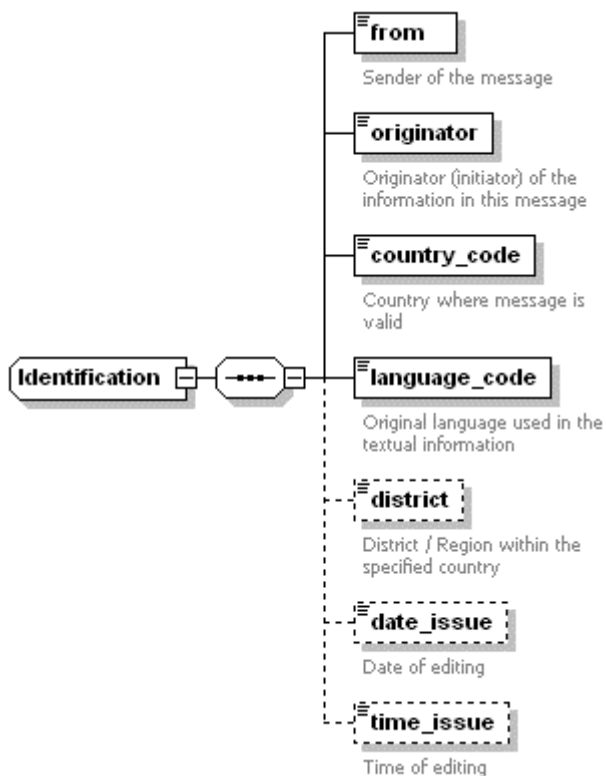 from
Sender of the message
originator
Originator (initiator) of the
information in this message
country_code
Country where message is
valid
Identification
language_code
Original language used in the
textual information
district
District / Region within the
specified country
date_issue
Date of editing
time_issue
Time of editing